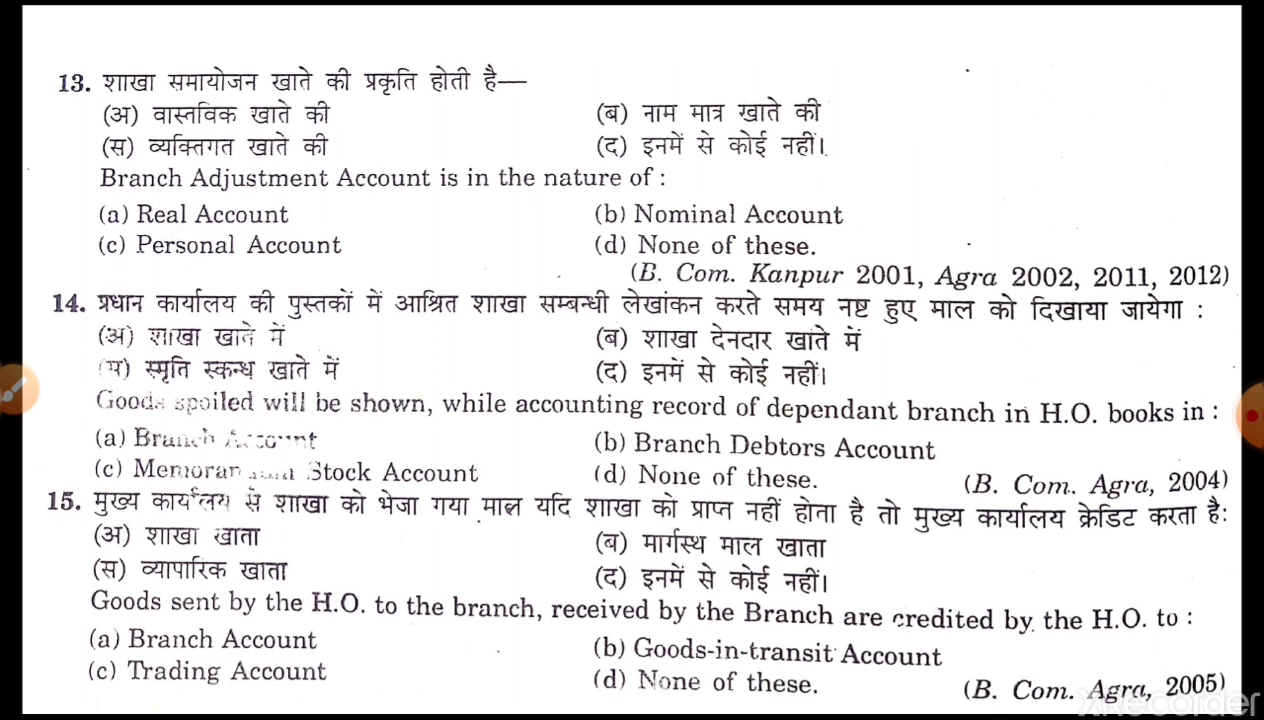 13. शाखा समायोजन खाते की प्रकृति होती है—
(अ) वास्तविक खाते की (ब) नाम मात्र खाते की
(स) व्यक्तिगत खाते की (द) इनमें से कोई नहीं।
Branch Adjustment Account is in the nature of :
(a) Real Account (b) Nominal Account
(c) Personal Account (d) None of these.
(B. Com. Kanpur 2001, Agra 2002, 2011, 2012)
14. प्रधान कार्यालय की पुस्तकों में आश्रित शाखा सम्बन्धी लेखांकन करते समय नष्ट हुए माल को दिखाया जायेगा :
(अ) शाखा खाते में (ब) शाखा देनदार खाते में
(स) स्मृति स्कन्ध खाते में (द) इनमें से कोई नहीं।
Goods spoiled will be shown, while accounting record of dependant branch in H.O. books in :
(a) Branch Account (b) Branch Debtors Account
(c) Memorandum Stock Account (d) None of these. (B. Com. Agra, 2004)
15. मुख्य कार्यालय से शाखा को भेजा गया माल यदि शाखा को प्राप्त नहीं होता है तो मुख्य कार्यालय क्रेडिट करता है:
(अ) शाखा खाता (ब) मार्गस्थ माल खाता
(स) व्यापारिक खाता (द) इनमें से कोई नहीं।
Goods sent by the H.O. to the branch, received by the Branch are credited by the H.O. to :
(a) Branch Account (b) Goods-in-transit Account
(c) Trading Account (d) None of these. (B. Com. Agra, 2005)
XRecorder